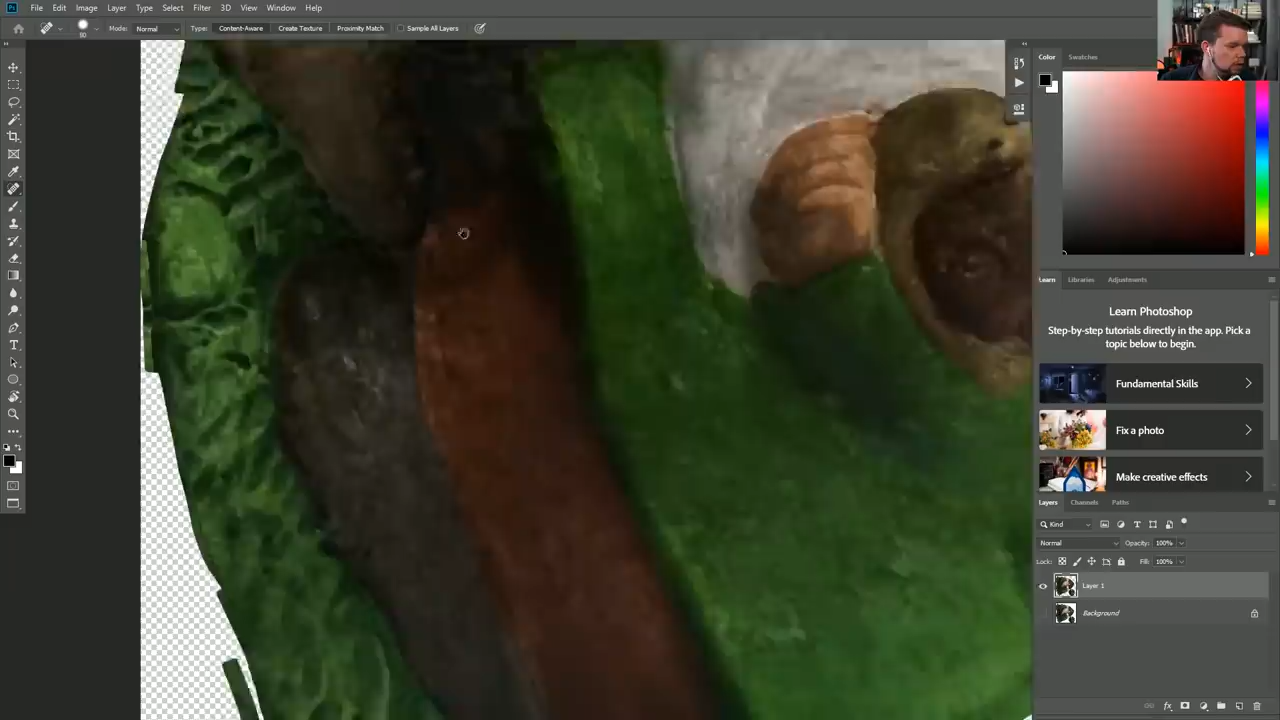 Ps File Edit Image Layer Type Select Filter 3D View Window Help
80 Mode: Normal Type: Content-Aware Create Texture Proximity Match Sample All Layers
Color Swatches
Learn Libraries Adjustments
Learn Photoshop
Step-by-step tutorials directly in the app. Pick a
topic below to begin.
Fundamental Skills
Fix a photo
Make creative effects
Layers Channels Paths
Kind
Normal Opacity: 100%
Lock: Fill: 100%
Layer 1
Background